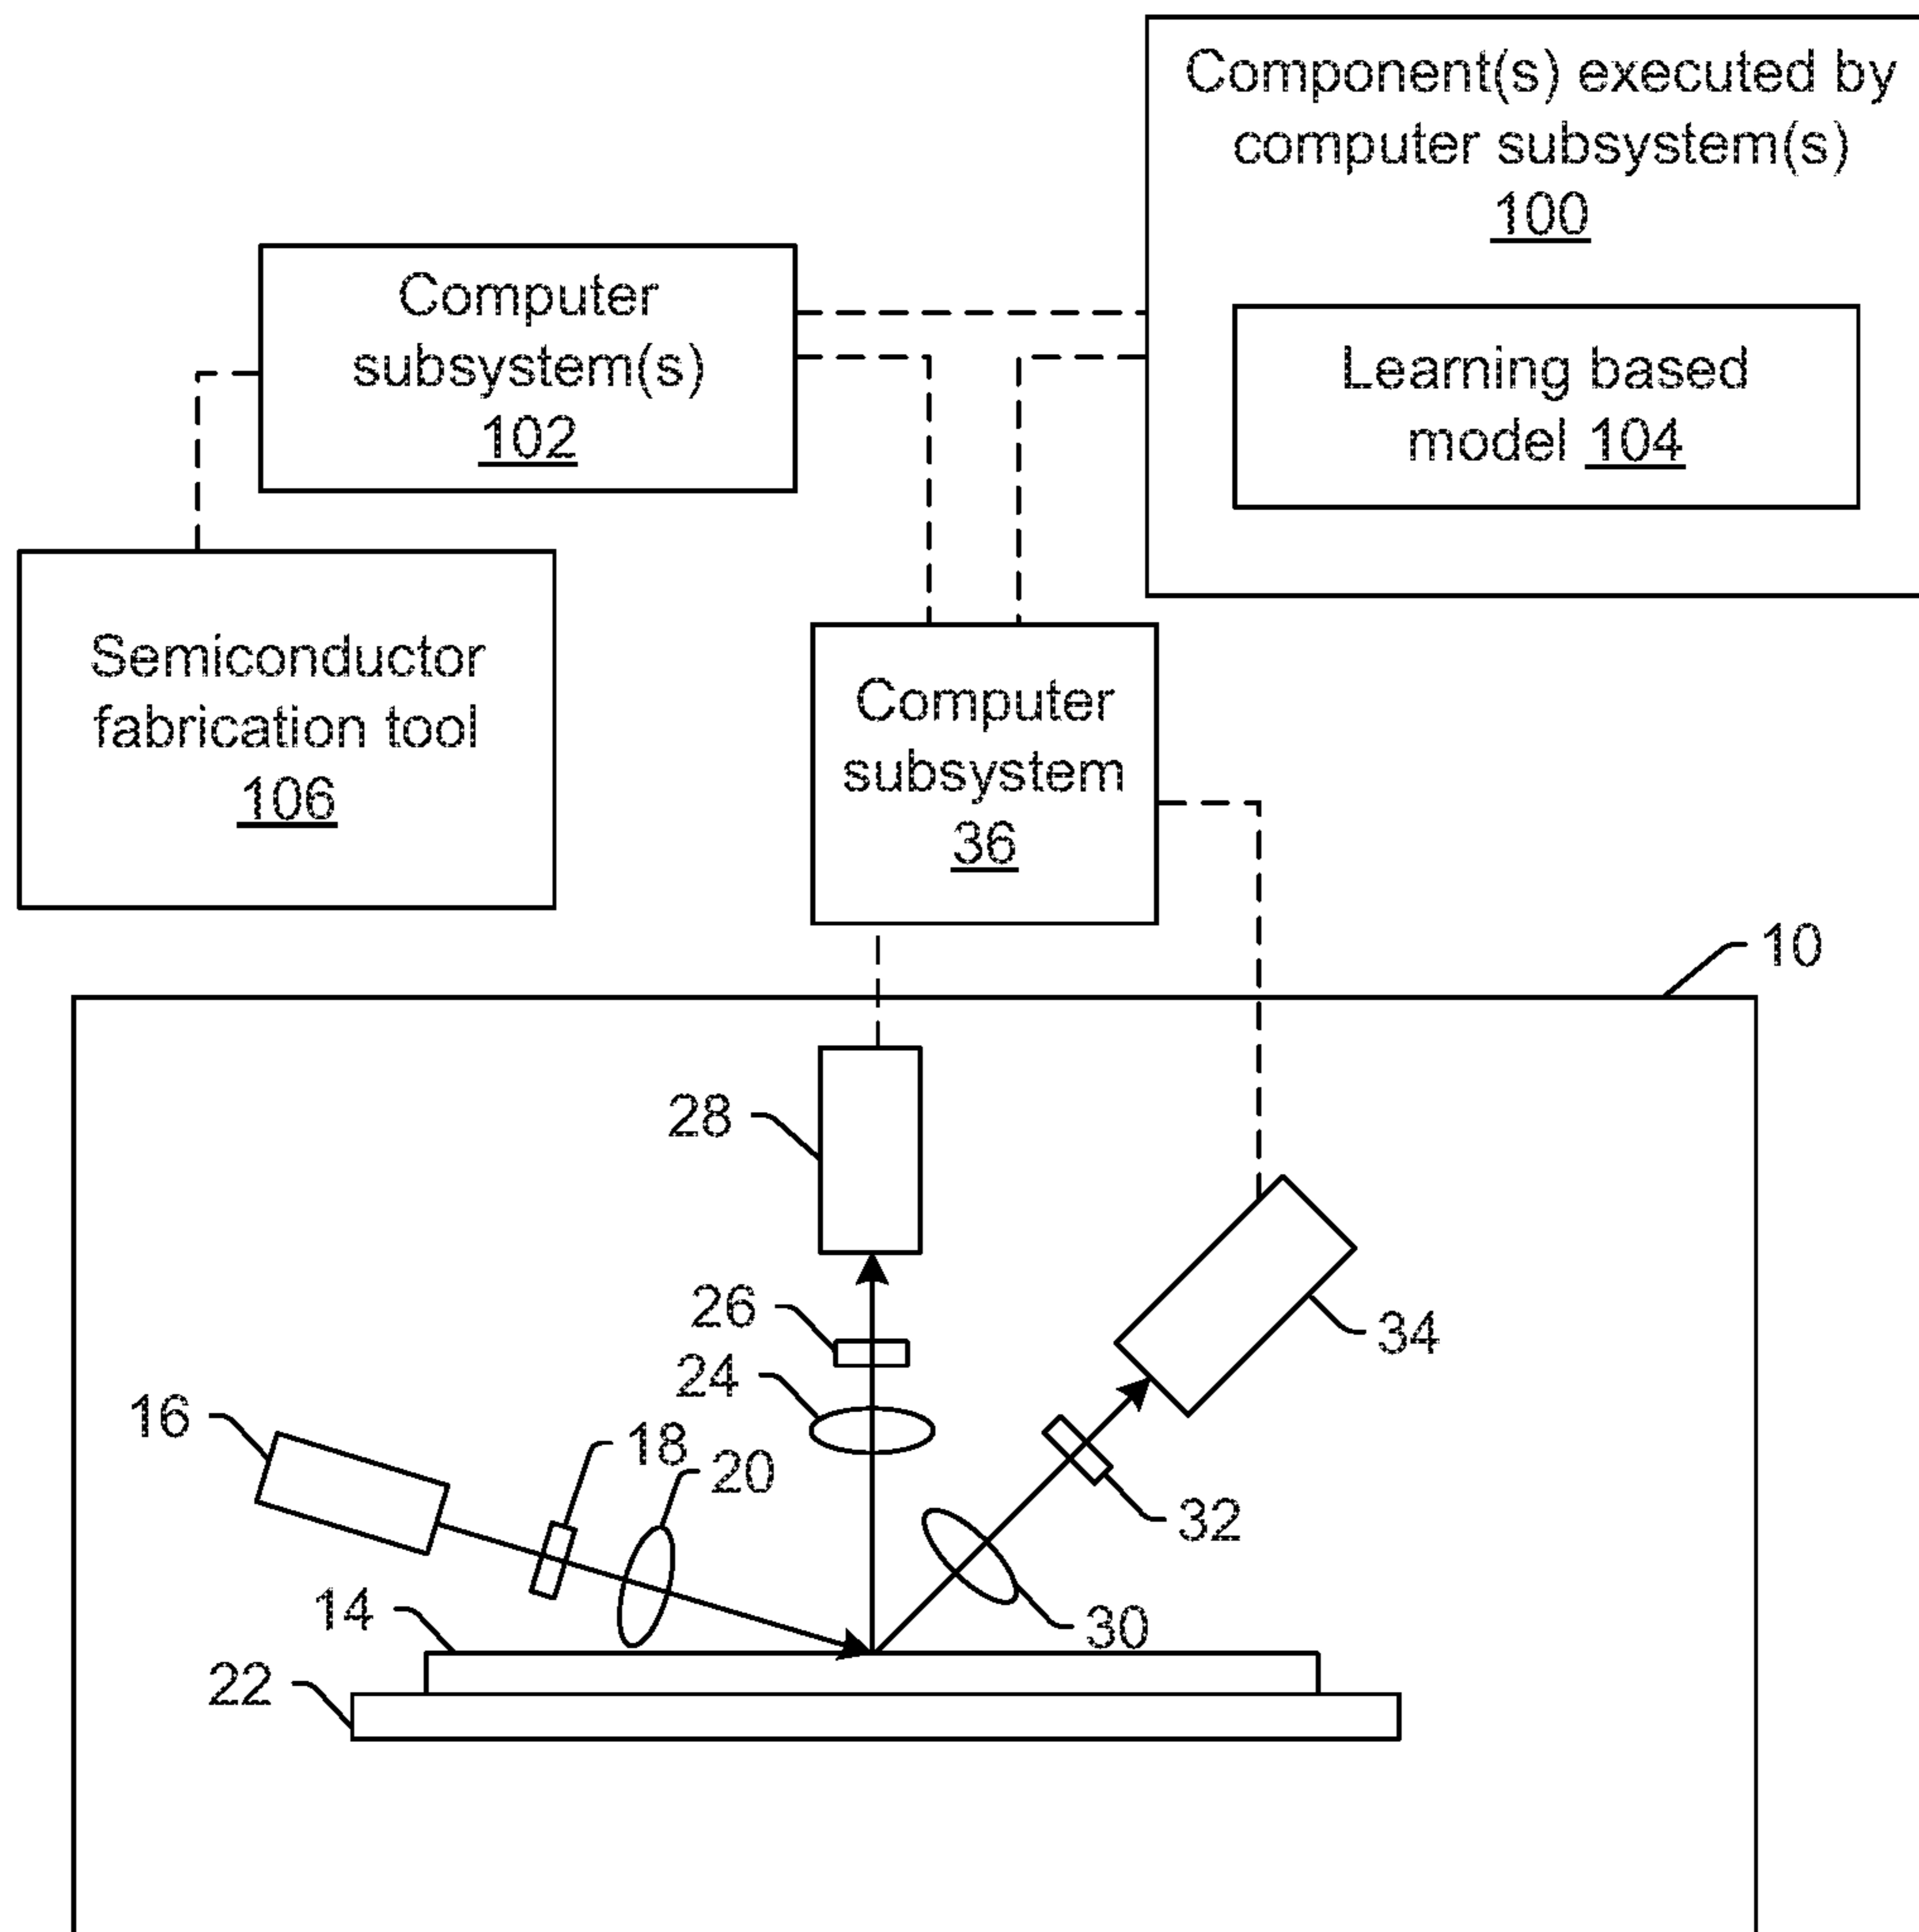 Component(s) executed by
computer subsystem(s)
100
Computer
subsystem(s)
102
Learning based
model 104
Semiconductor
fabrication tool
106
Computer
subsystem
36
10
28
26
34
24
16
18
20
32
14
30
22